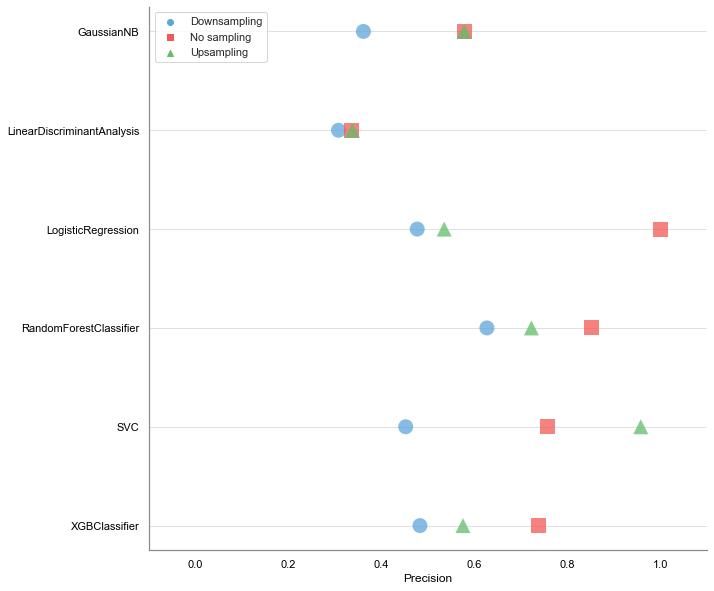 Downsampling
No sampling
Upsampling
GaussianNB
LinearDiscriminantAnalysis
LogisticRegression
RandomForestClassifier
SVC
XGBClassifier
0.0 0.2 0.4 0.6 0.8 1.0
Precision